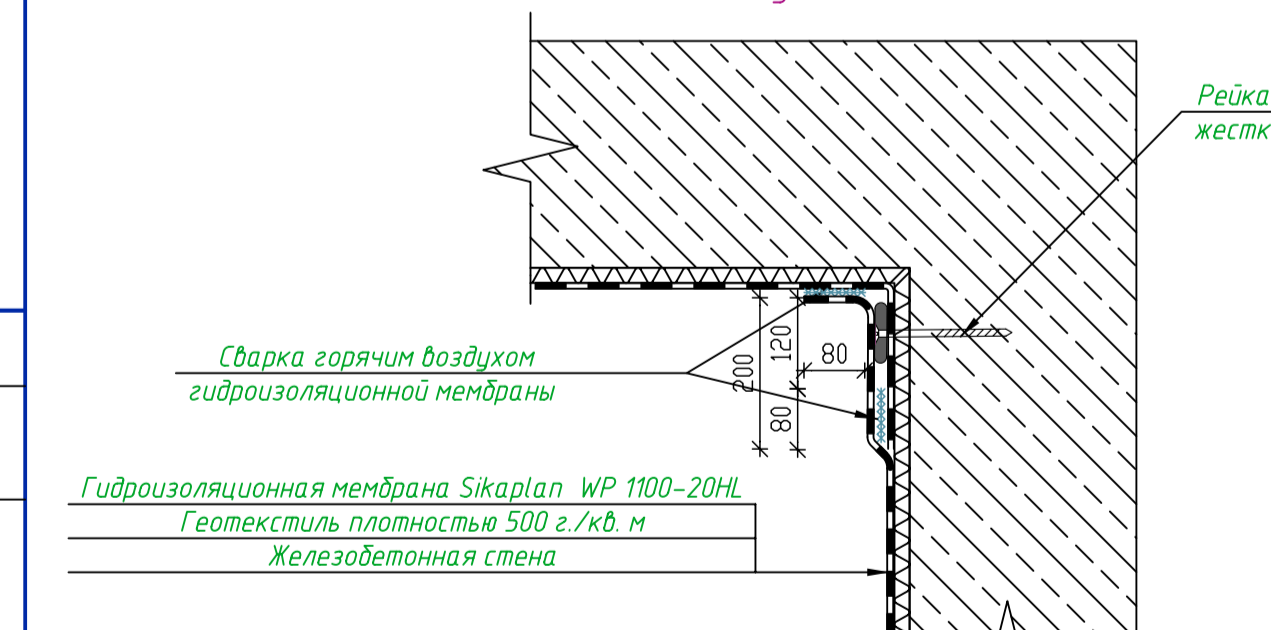 Рейка
жестк
Сварка горячим воздухом
гидроизоляционной мембраны
200
120
80
80
Гидроизоляционная мембрана Sikaplan WP 1100-20HL
Геотекстиль плотностью 500 г./кв. м
Железобетонная стена